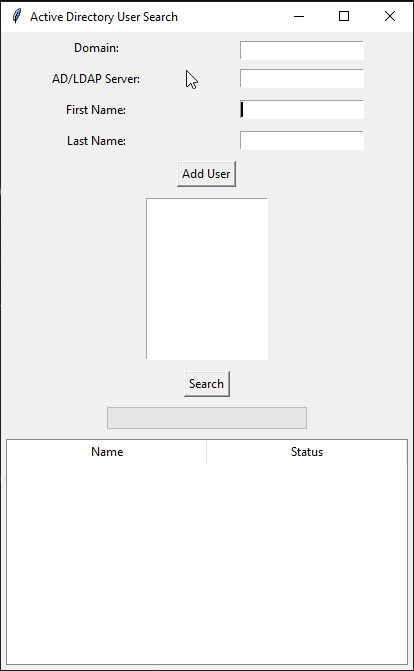 Active Directory User Search
Domain:
AD/LDAP Server:
First Name:
Last Name:
Add User
Search
Name Status